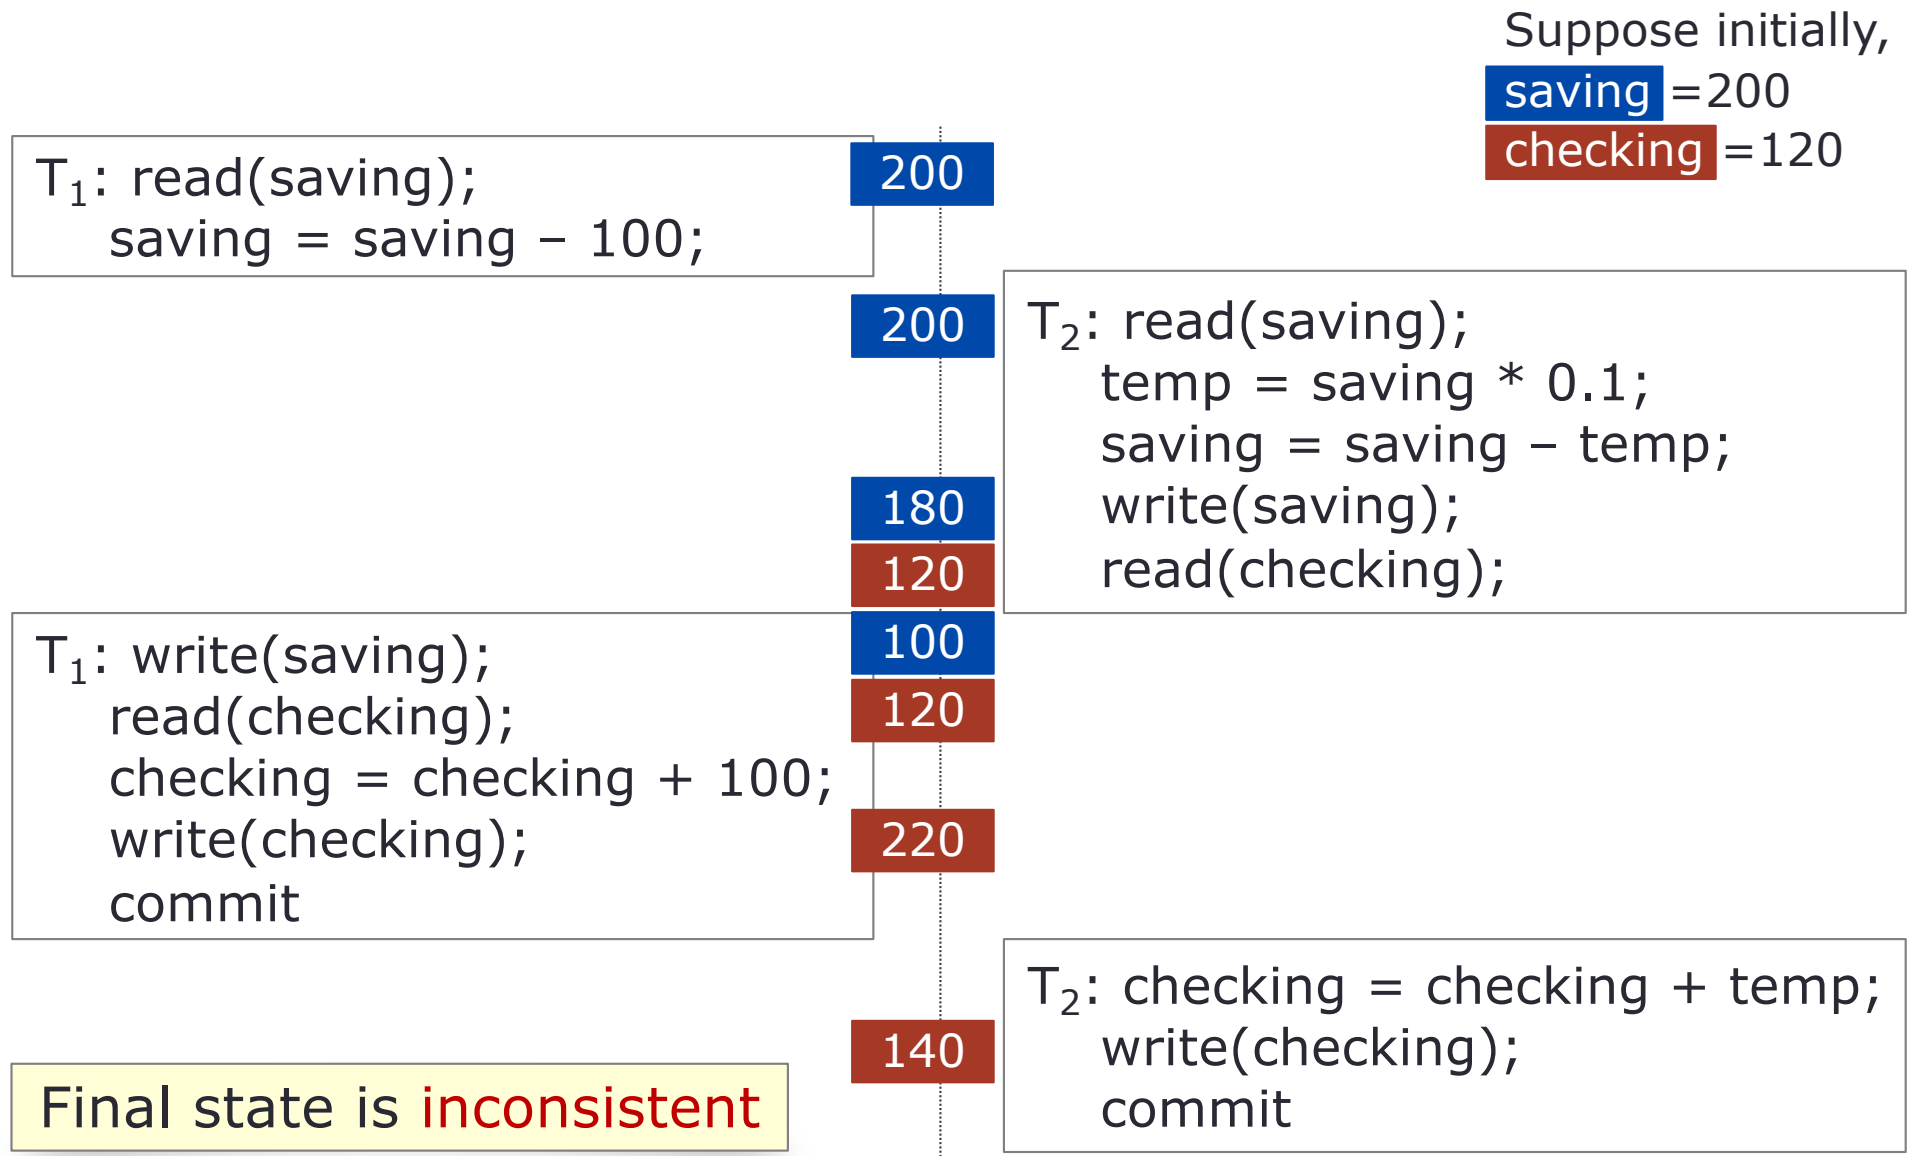 Suppose initially,
saving =200
checking =120
T₁: read(saving);
saving = saving – 100;
200
200
T₂: read(saving);
temp = saving * 0.1;
saving = saving – temp;
write(saving);
read(checking);
180
120
T₁: write(saving);
read(checking);
checking = checking + 100;
write(checking);
commit
100
120
220
T₂: checking = checking + temp;
write(checking);
commit
140
Final state is inconsistent